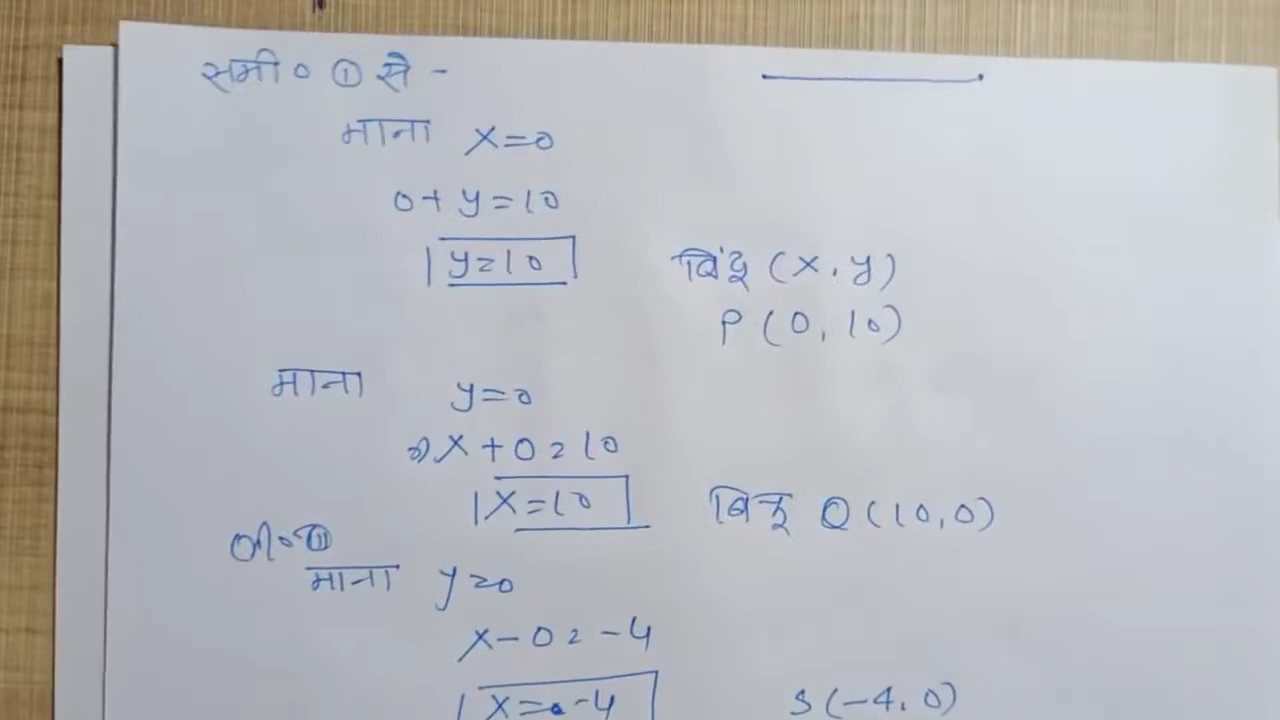 समी० ① से -
माना x=0
0+ y=10
y=10
बिंदू (x, y)
P(0, 10)
माना y=0
x+0=10
x=10
बिन्दू Q(10,0)
माना y=0
x-0=-4
x=-4
S(-4, 0)